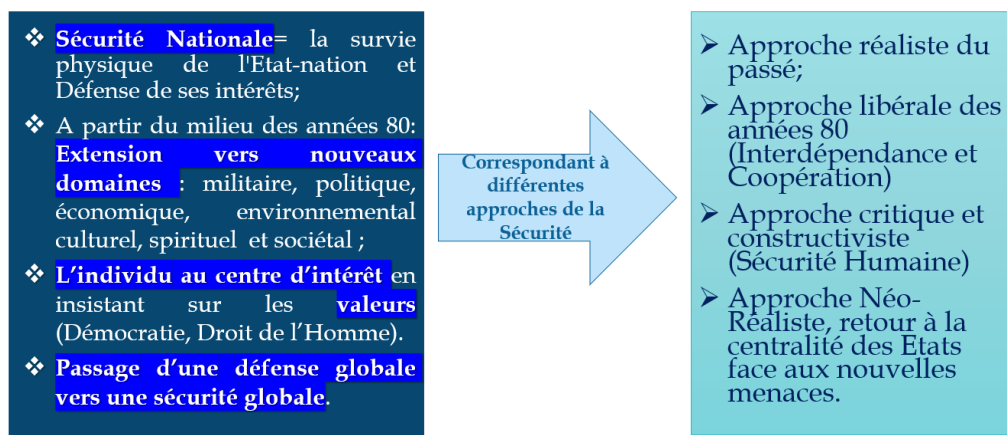 ❖ Sécurité Nationale= la survie
physique de l'Etat-nation et
Défense de ses intérêts;
❖ A partir du milieu des années 80:
Extension vers nouveaux
domaines : militaire, politique,
économique, environnemental
culturel, spirituel et sociétal ;
❖ L’individu au centre d’intérêt en
insistant sur les valeurs
(Démocratie, Droit de l’Homme).
❖ Passage d’une défense globale
vers une sécurité globale.
Correspondant à
différentes
approches de la
Sécurité
➢ Approche réaliste du
passé;
➢ Approche libérale des
années 80
(Interdépendance et
Coopération)
➢ Approche critique et
constructiviste
(Sécurité Humaine)
➢ Approche Néo-
Réaliste, retour à la
centralité des Etats
face aux nouvelles
menaces.